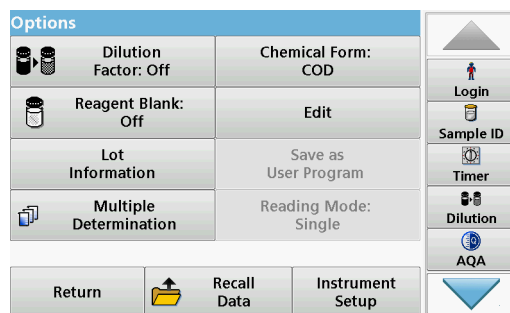 Options
Dilution
Factor: Off
Chemical Form:
COD
Reagent Blank:
Off
Edit
Lot
Information
Save as
User Program
Multiple
Determination
Reading Mode:
Single
Return
Recall
Data
Instrument
Setup
Login
Sample ID
Timer
Dilution
AQA